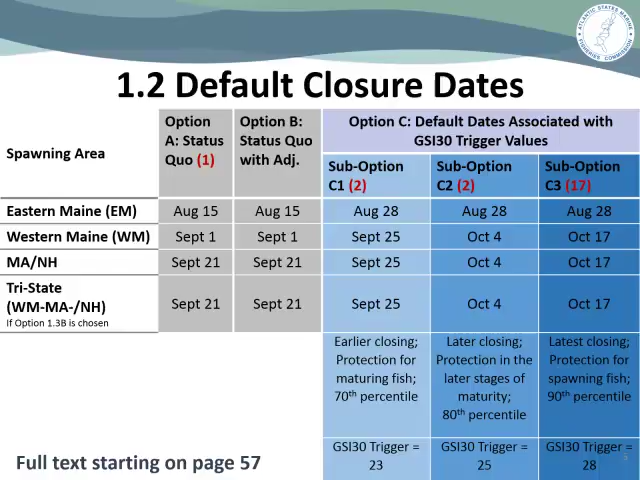 ATLANTIC STATES MARINE
FISHERIES COMMISSION
1.2 Default Closure Dates
Spawning Area
Option
A: Status
Quo (1)
Option B:
Status Quo
with Adj.
Option C: Default Dates Associated with
GSI30 Trigger Values
Sub-Option
C1 (2)
Sub-Option
C2 (2)
Sub-Option
C3 (17)
Eastern Maine (EM) Aug 15 Aug 15 Aug 28 Aug 28 Aug 28
Western Maine (WM) Sept 1 Sept 1 Sept 25 Oct 4 Oct 17
MA/NH Sept 21 Sept 21 Sept 25 Oct 4 Oct 17
Tri-State
(WM-MA-/NH)
If Option 1.3B is chosen
Sept 21 Sept 21 Sept 25 Oct 4 Oct 17
Earlier closing;
Protection for
maturing fish;
70th percentile
Later closing;
Protection in the
later stages of
maturity;
80th percentile
Latest closing;
Protection for
spawning fish;
90th percentile
GSI30 Trigger =
23
GSI30 Trigger =
25
GSI30 Trigger =
28
Full text starting on page 57